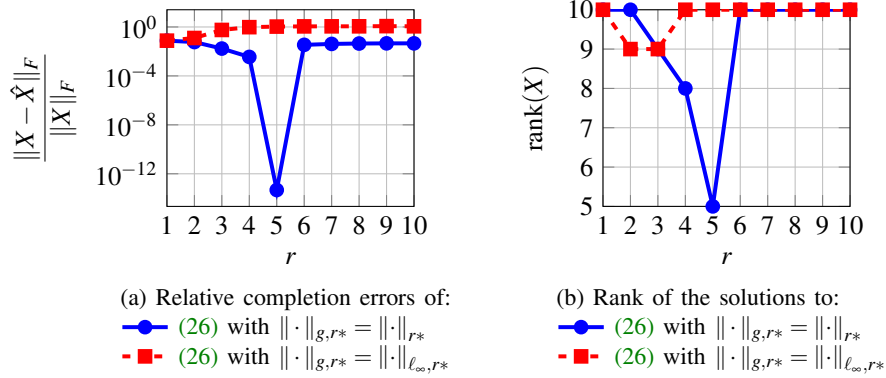 10^0
10^−4
10^−8
10^−12
‖X − X̂‖_F
‖X‖_F
1 2 3 4 5 6 7 8 9 10
r
10
9
8
7
6
5
rank(X)
1 2 3 4 5 6 7 8 9 10
r
(a) Relative completion errors of:
(26) with ‖ · ‖_{g,r∗} = ‖·‖_{r∗}
(26) with ‖ · ‖_{g,r∗} = ‖·‖_{ℓ∞,r∗}
(b) Rank of the solutions to:
(26) with ‖ · ‖_{g,r∗} = ‖·‖_{r∗}
(26) with ‖ · ‖_{g,r∗} = ‖·‖_{ℓ∞,r∗}